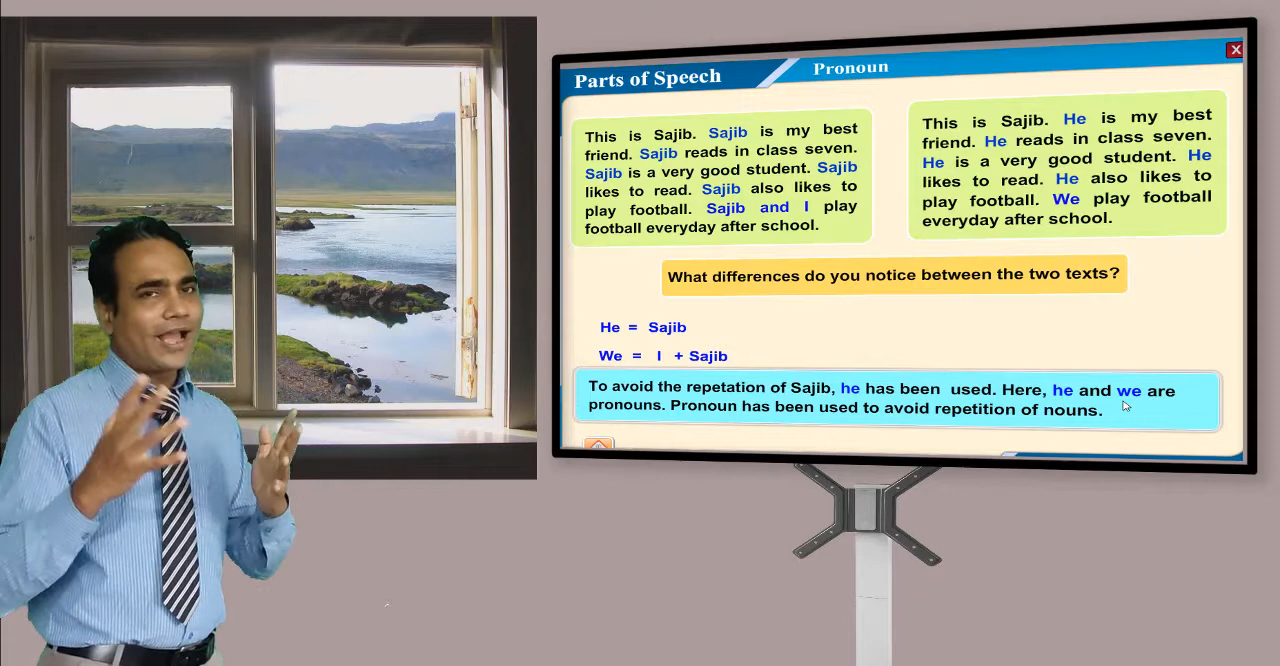 Parts of Speech
Pronoun
X
This is Sajib. Sajib is my best
friend. Sajib reads in class seven.
Sajib is a very good student. Sajib
likes to read. Sajib also likes to
play football. Sajib and I play
football everyday after school.
This is Sajib. He is my best
friend. He reads in class seven.
He is a very good student. He
likes to read. He also likes to
play football. We play football
everyday after school.
What differences do you notice between the two texts?
He = Sajib
We = I + Sajib
To avoid the repetation of Sajib, he has been used. Here, he and we are
pronouns. Pronoun has been used to avoid repetition of nouns.